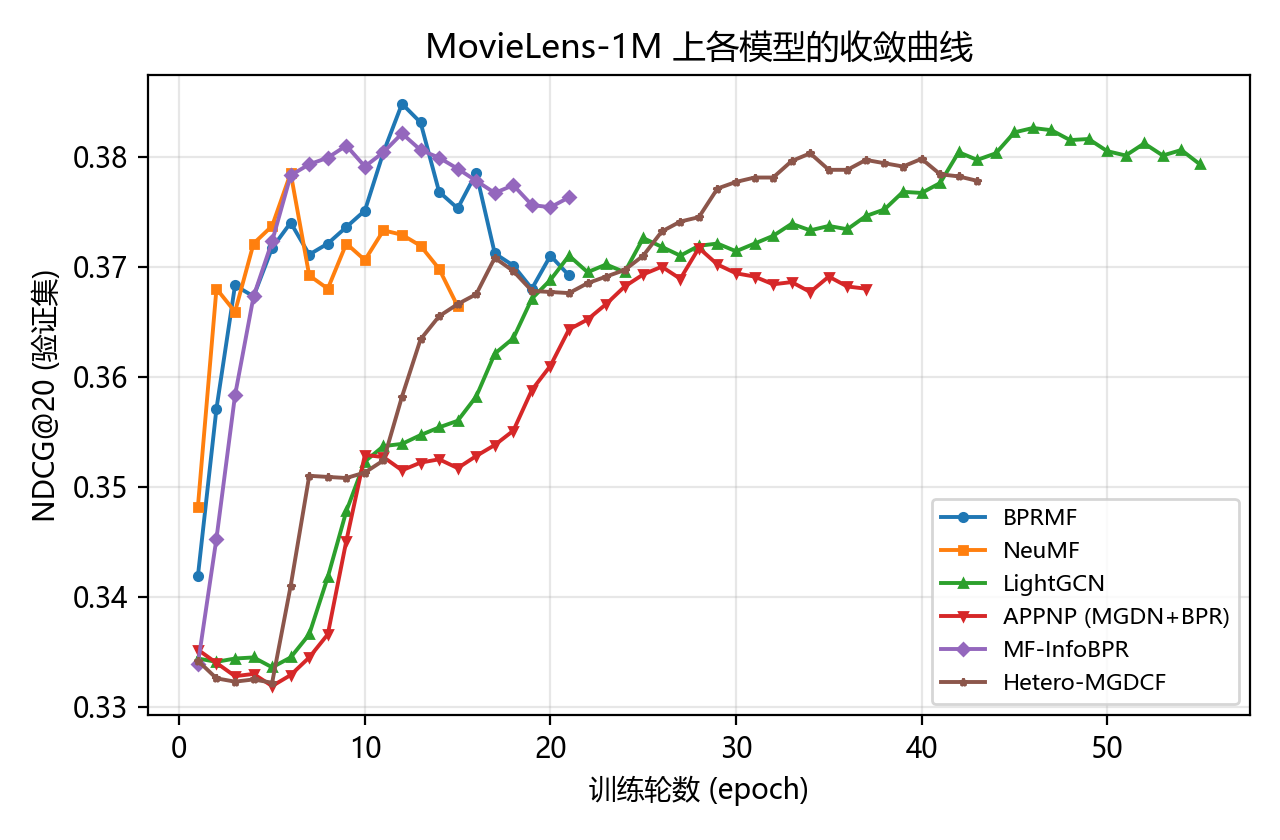 MovieLens-1M 上各模型的收敛曲线
NDCG@20 (验证集)
0.38
0.37
0.36
0.35
0.34
0.33
0 10 20 30 40 50
训练轮数 (epoch)
BPRMF
NeuMF
LightGCN
APPNP (MGDN+BPR)
MF-InfoBPR
Hetero-MGDCF